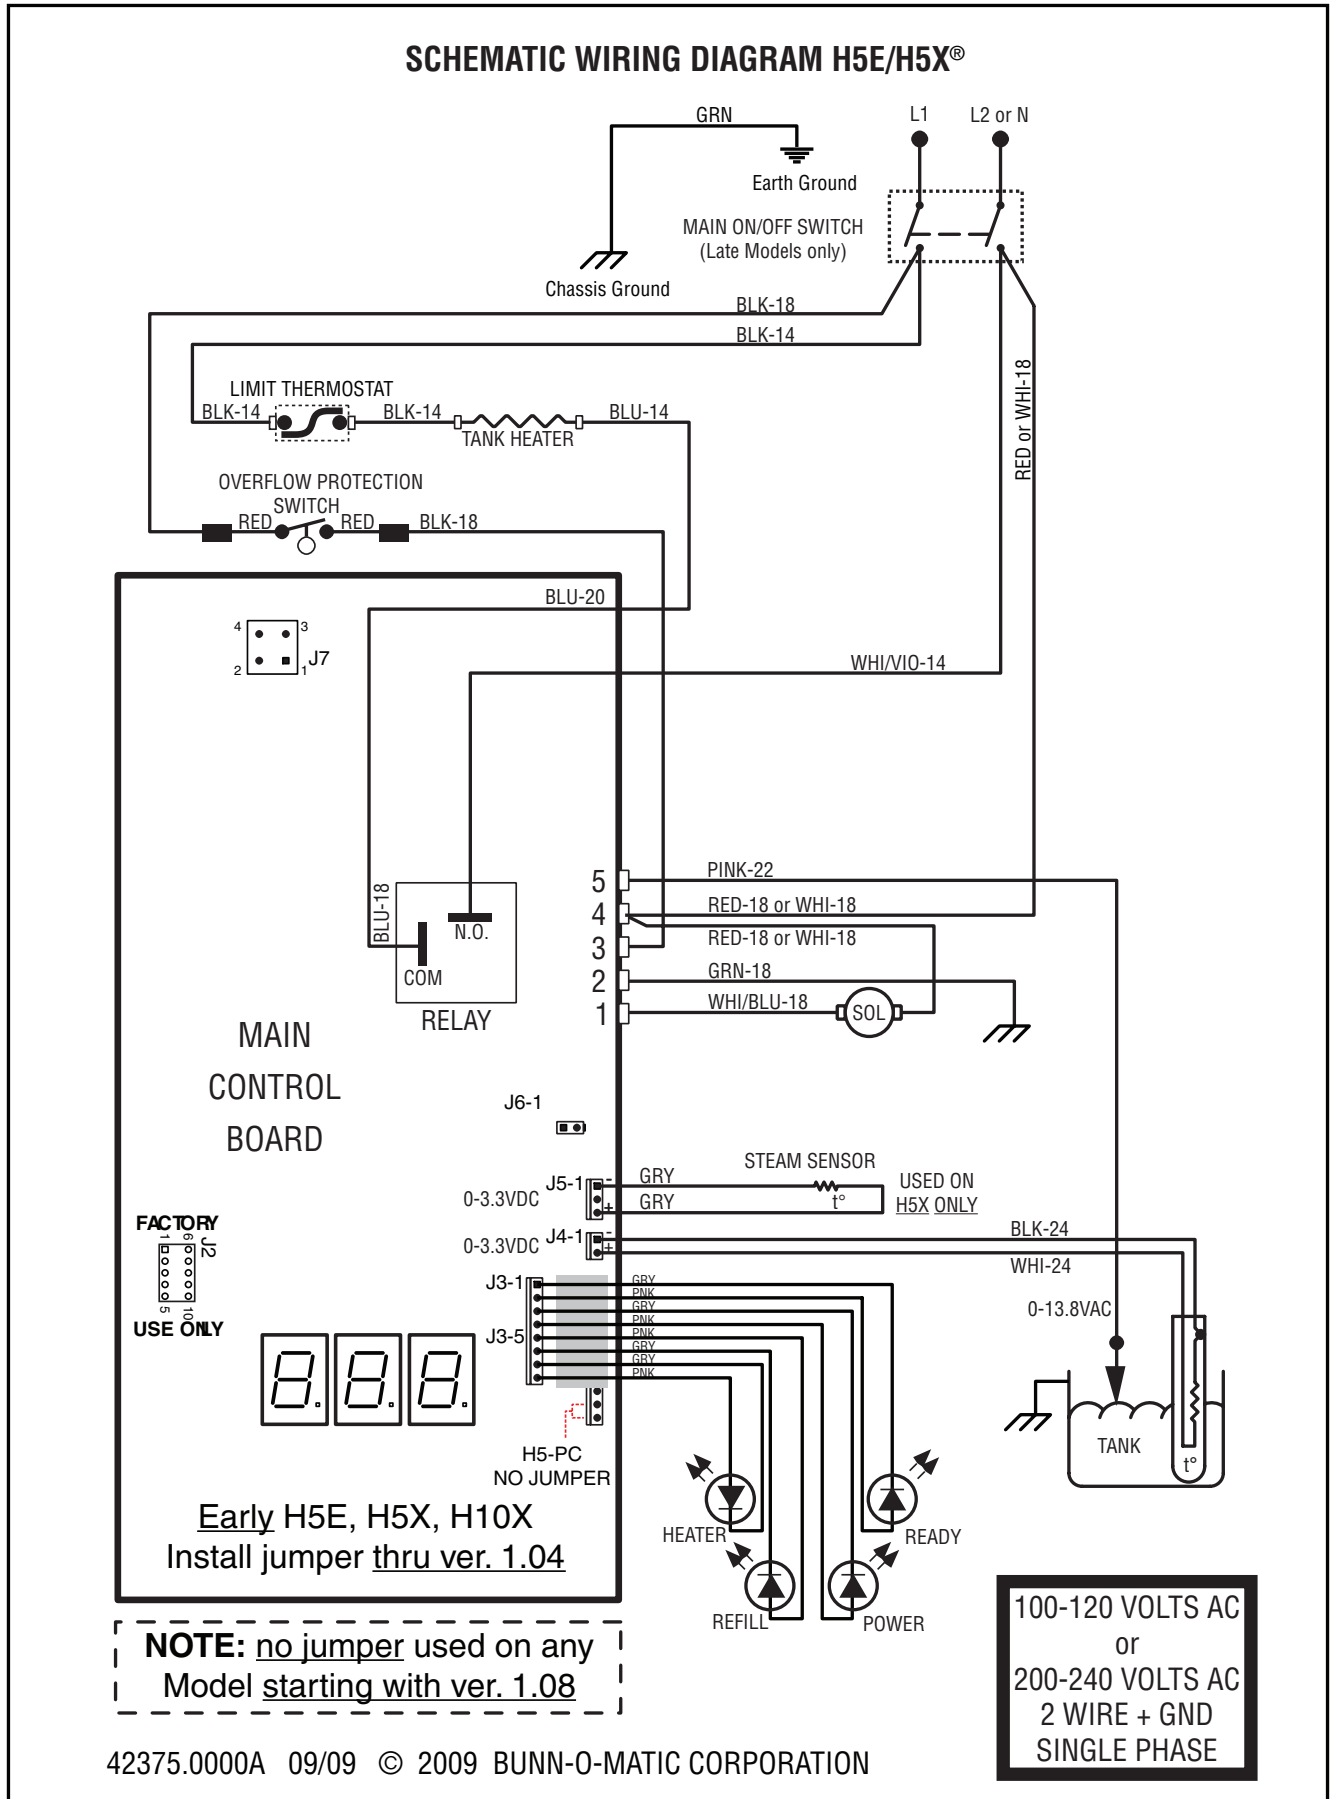 SCHEMATIC WIRING DIAGRAM H5E/H5X®
GRN
L1
L2 or N
Earth Ground
MAIN ON/OFF SWITCH
(Late Models only)
Chassis Ground
BLK-18
BLK-14
RED or WHI-18
LIMIT THERMOSTAT
BLK-14
BLK-14
BLU-14
TANK HEATER
OVERFLOW PROTECTION
SWITCH
RED
RED
BLK-18
BLU-20
4
3
2
1
J7
WHI/VIO-14
BLU-18
N.O.
COM
RELAY
5
PINK-22
4
RED-18 or WHI-18
3
RED-18 or WHI-18
2
GRN-18
1
WHI/BLU-18
SOL
MAIN
CONTROL
BOARD
J6-1
STEAM SENSOR
J5-1
-
GRY
0-3.3VDC
+
GRY
t°
USED ON
H5X ONLY
J4-1
-
BLK-24
0-3.3VDC
+
WHI-24
FACTORY
1
6
J2
5
10
USE ONLY
J3-1
J3-5
GRY
PNK
GRY
PNK
PNK
GRY
GRY
PNK
0-13.8VAC
8.8.8.
H5-PC
NO JUMPER
TANK
t°
HEATER
READY
REFILL
POWER
Early H5E, H5X, H10X
Install jumper thru ver. 1.04
NOTE: no jumper used on any
Model starting with ver. 1.08
100-120 VOLTS AC
or
200-240 VOLTS AC
2 WIRE + GND
SINGLE PHASE
42375.0000A 09/09 © 2009 BUNN-O-MATIC CORPORATION